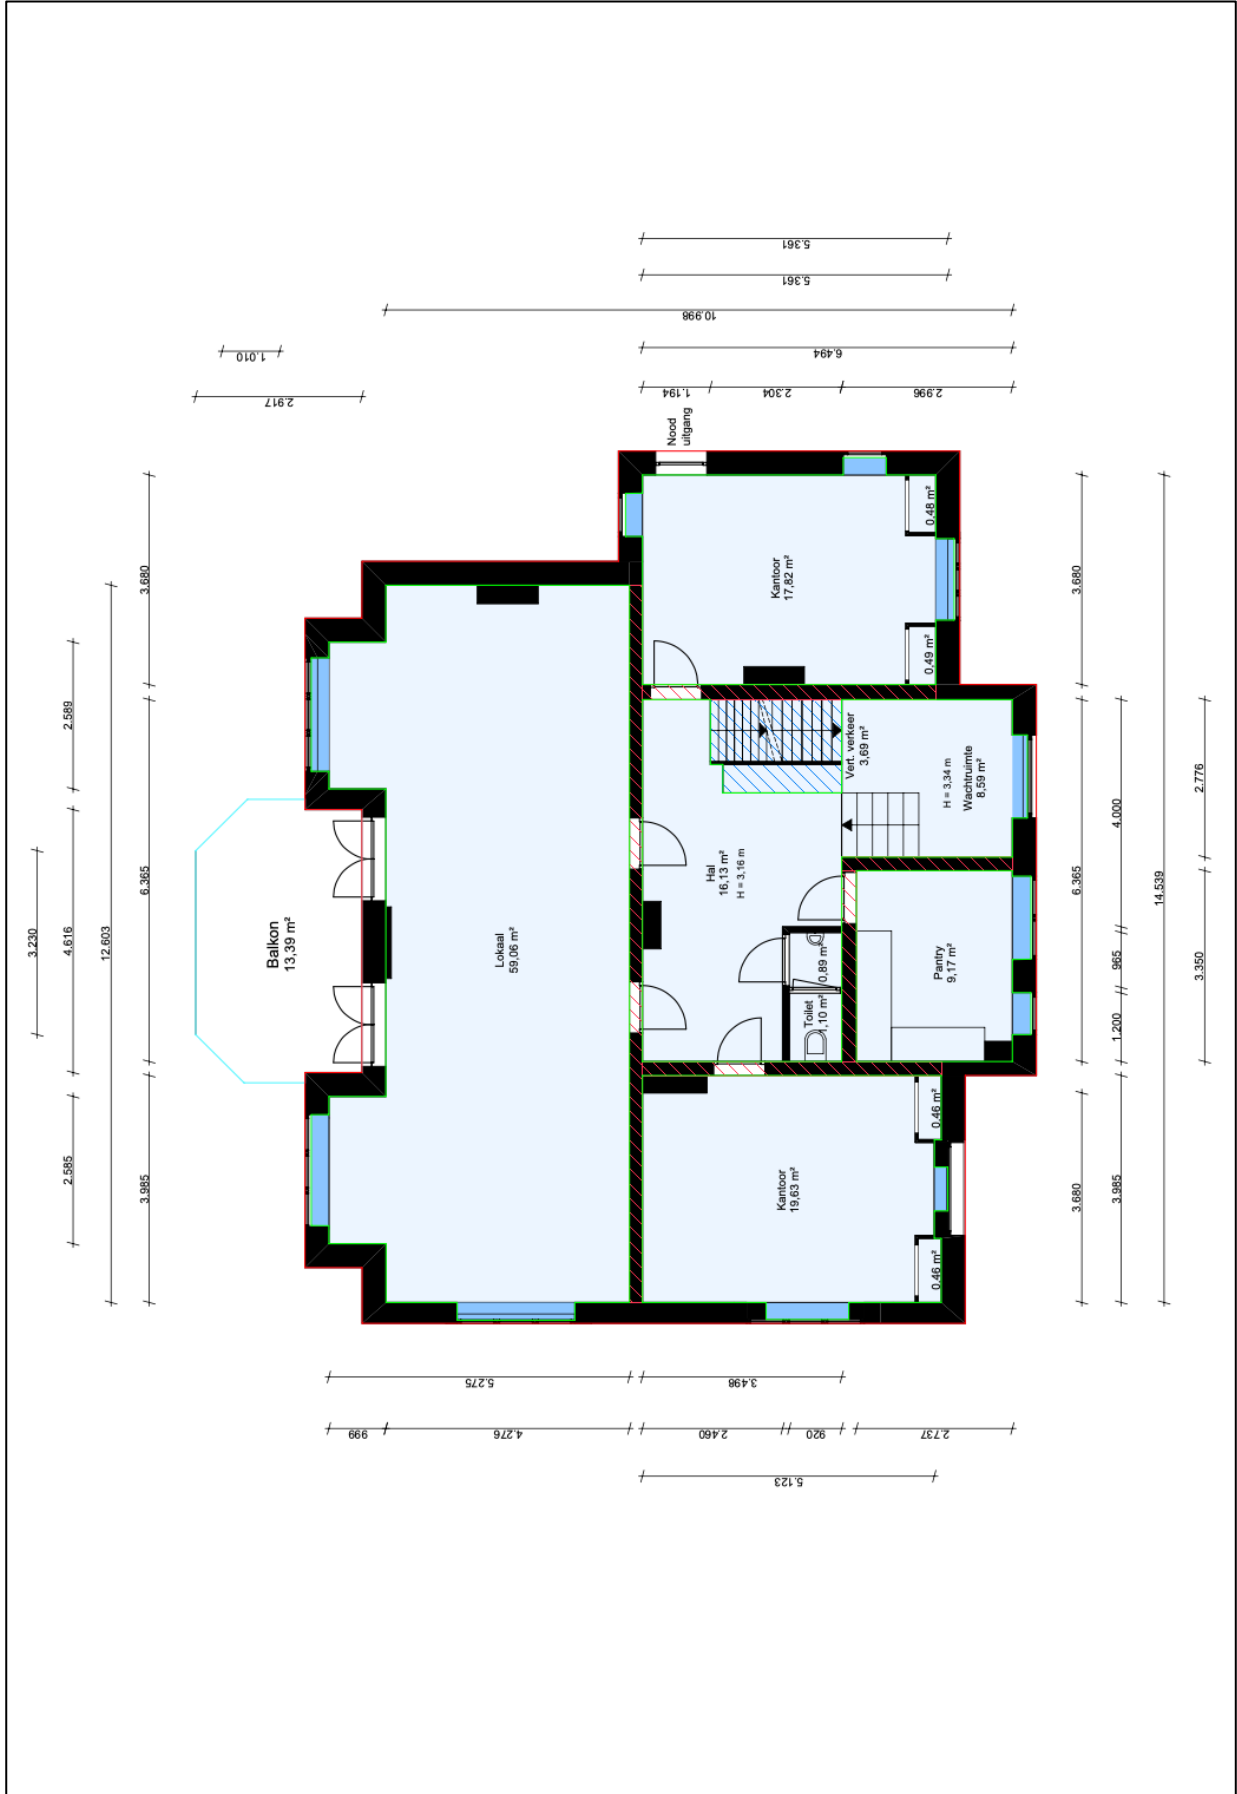 5.361
5.361
10.998
6.494
1.194
2.304
2.996
1.010
2.917
Nood
uitgang
3.680
12.603
2.589
6.365
4.616
3.230
3.985
2.585
Balkon
13,39 m²
Lokaal
59,06 m²
Kantoor
17,82 m²
0,48 m²
0,49 m²
Vert. verkeer
3,69 m²
H = 3,34 m
Wachtruimte
8,59 m²
Hal
16,13 m²
H = 3,16 m
0,89 m²
Toilet
1,10 m²
Pantry
9,17 m²
Kantoor
19,63 m²
0,46 m²
0,46 m²
3.680
6.365
3.680
4.000
965
1.200
3.985
14.539
2.776
3.350
5.275
3.498
999
4.276
2.460
920
2.737
5.123